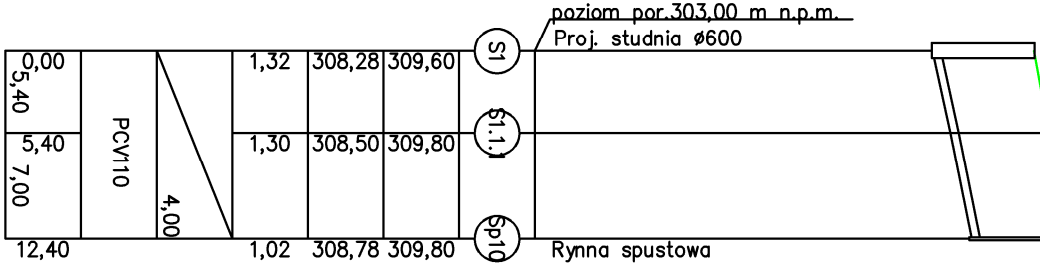 poziom por.303,00 m n.p.m.
Proj. studnia ø600
0,00 1,32 308,28 309,60 S1
5,40
PCV110
4,00
5,40 1,30 308,50 309,80 S1.1.1
7,00
12,40 1,02 308,78 309,80 Sp10 Rynna spustowa